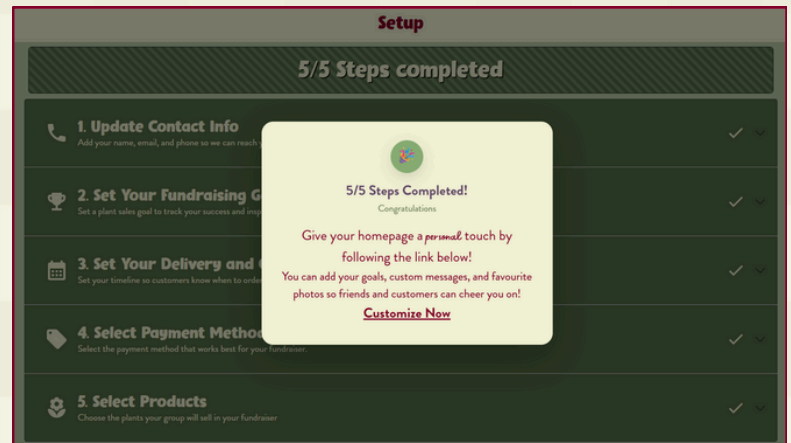 Setup
5/5 Steps completed
1. Update Contact Info
Add your name, email, and phone so we can reach
5/5 Steps Completed!
Congratulations
Give your homepage a personal touch by
following the link below!
You can add your goals, custom messages, and favourite
photos so friends and customers can cheer you on!
Customize Now
2. Set Your Fundraising G
Set a plant sales goal to track your success and
3. Set Your Delivery and
Set your timeline so customers know when to order
4. Select Payment Metho
Select the payment method that works best for your fundraiser.
5. Select Products
Choose the plants your group will sell in your fundraiser